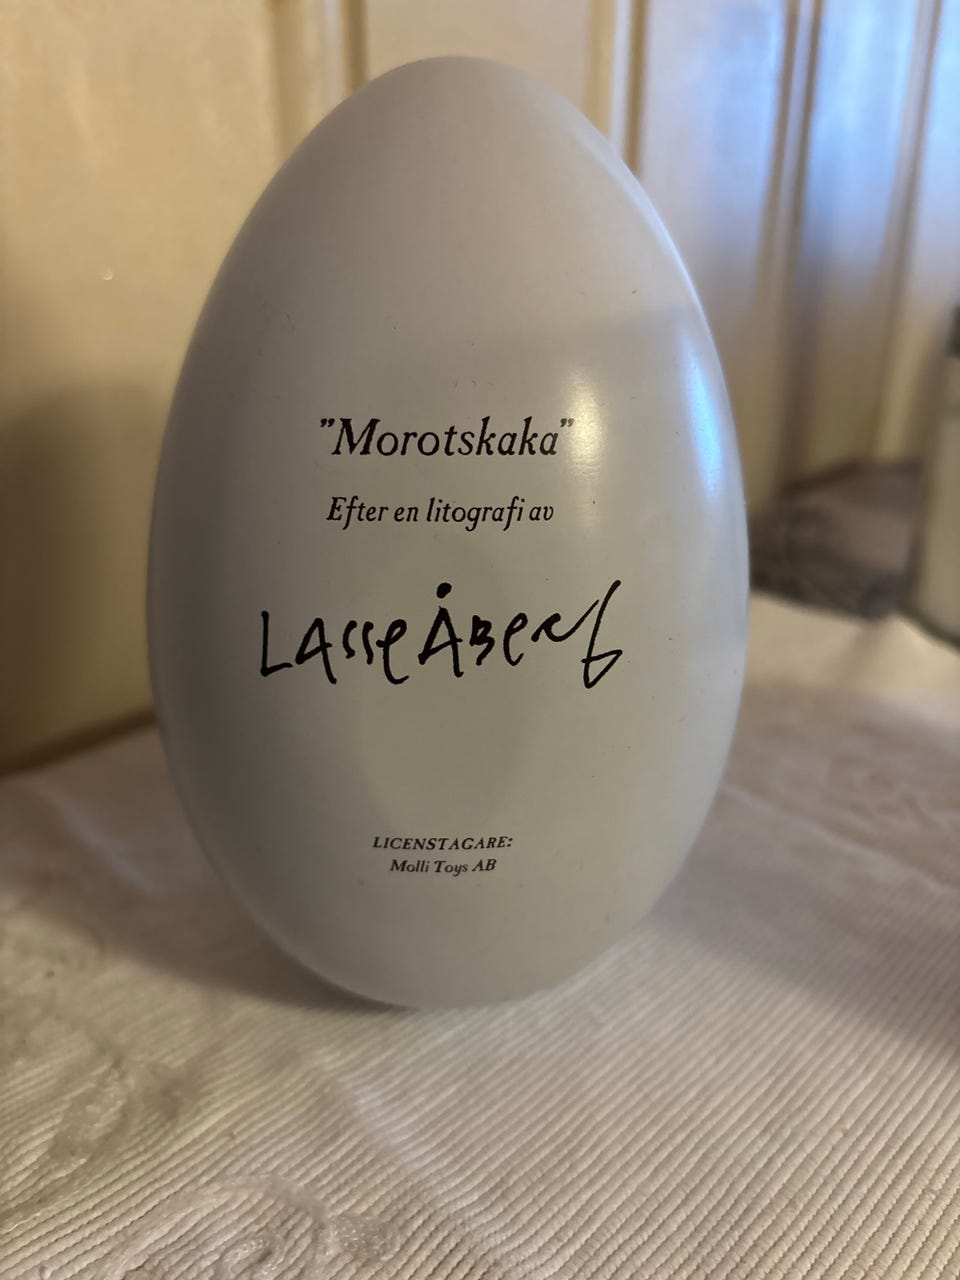 ”Morotskaka”
Efter en litografi av
LASSE ÅBERG
LICENSTAGARE:
Molli Toys AB